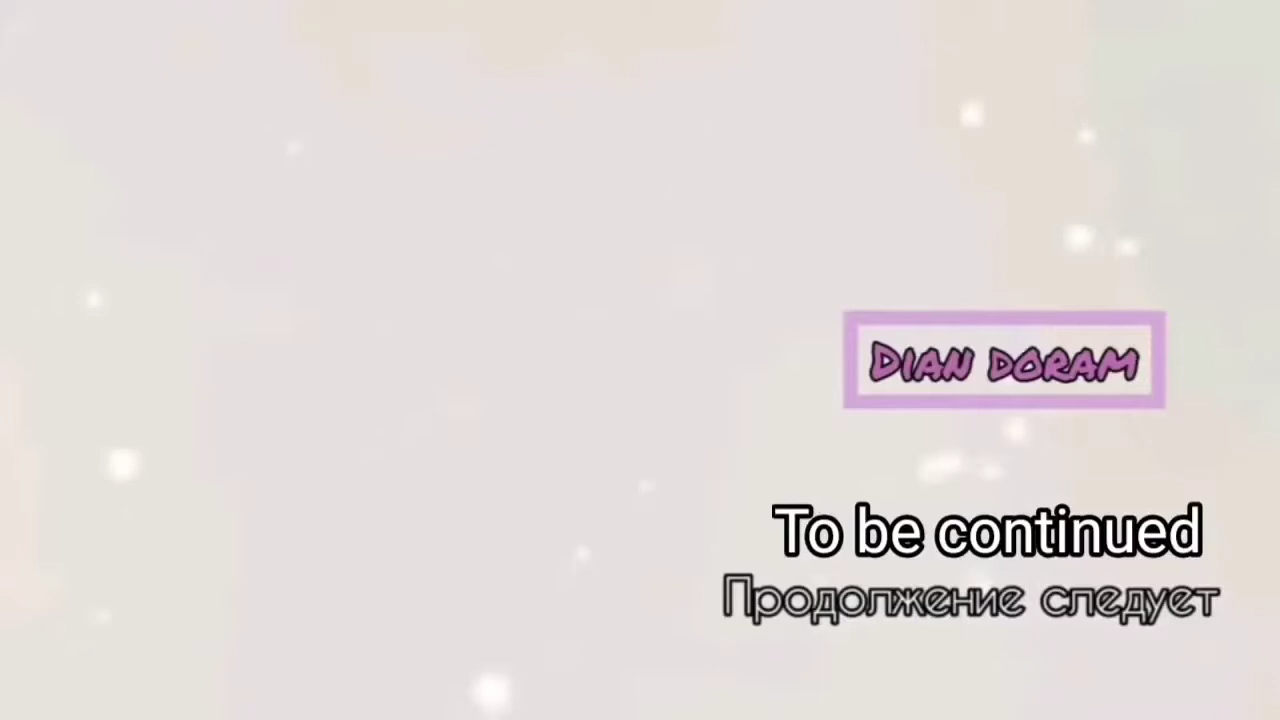 DIAN DORAM
To be continued
Продолжение следует